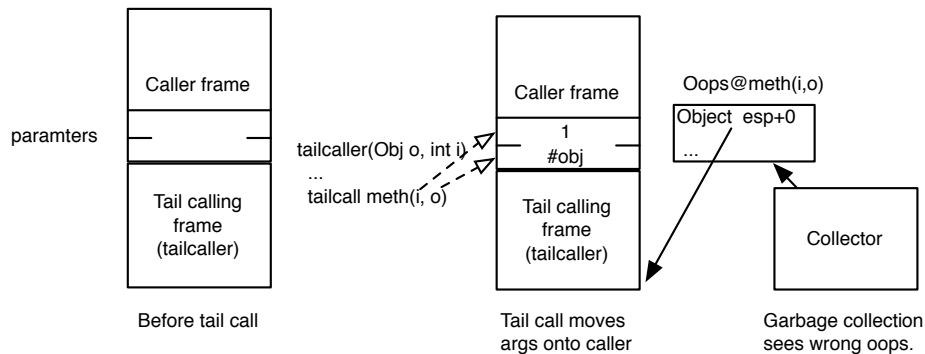 Caller frame
paramters
Tail calling
frame
(tailcaller)
Before tail call
tailcaller(Obj o, int i)
...
tailcall meth(i, o)
Caller frame
1
#obj
Tail calling
frame
(tailcaller)
Tail call moves
args onto caller
Oops@meth(i,o)
Object esp+0
...
Collector
Garbage collection
sees wrong oops.